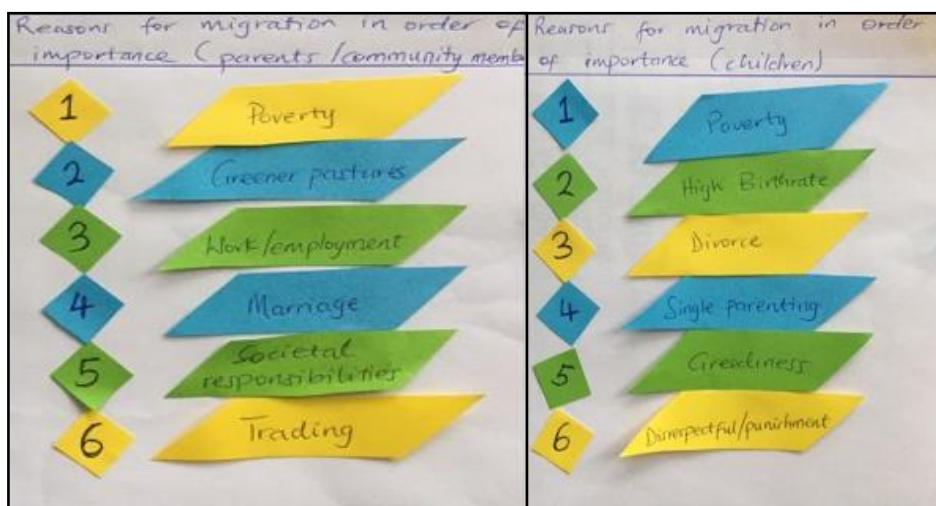 Reasons for migration in order of
importance (parents/community memb
1
Poverty
2
Greener pastures
3
Work/employment
4
Marriage
5
Societal
responsibilities
6
Trading
Reasons for migration in order
of importance (children)
1
Poverty
2
High Birthrate
3
Divorce
4
Single parenting
5
Greediness
6
Disrespectful/punishment